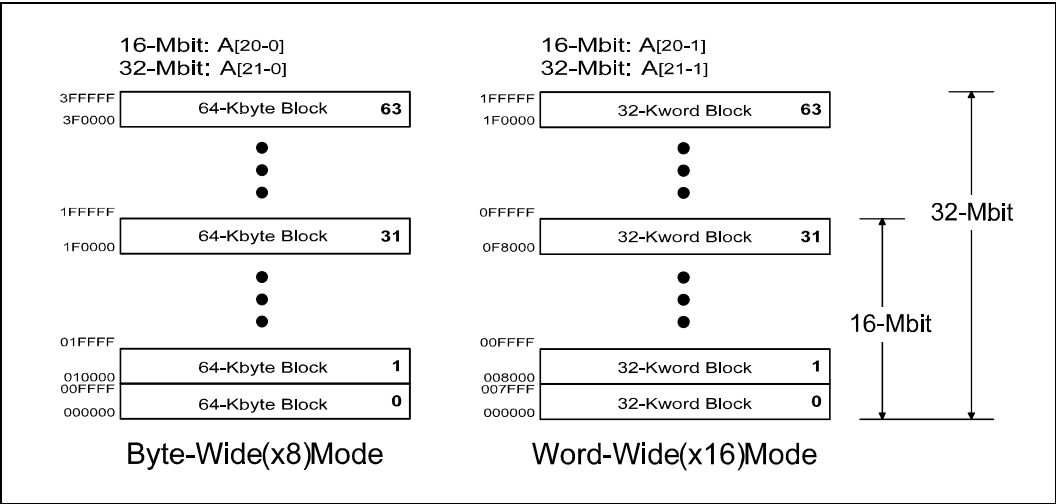 16-Mbit: A[20-0]
32-Mbit: A[21-0]
3FFFFF
3F0000
64-Kbyte Block 63
1FFFFF
1F0000
64-Kbyte Block 31
01FFFF
010000
64-Kbyte Block 1
00FFFF
000000
64-Kbyte Block 0
Byte-Wide(x8)Mode
16-Mbit: A[20-1]
32-Mbit: A[21-1]
1FFFFF
1F0000
32-Kword Block 63
0FFFFF
0F8000
32-Kword Block 31
00FFFF
008000
32-Kword Block 1
007FFF
000000
32-Kword Block 0
Word-Wide(x16)Mode
32-Mbit
16-Mbit